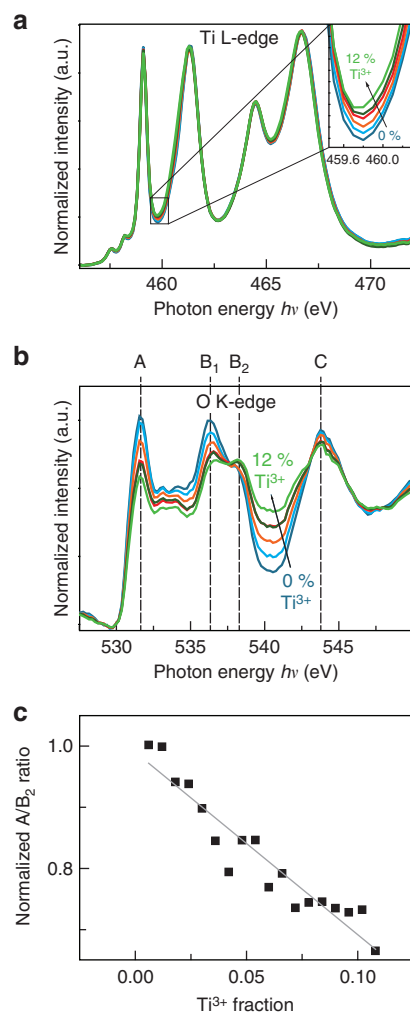 a
Ti L-edge
12 %
Ti³⁺
0 %
459.6 460.0
Normalized intensity (a.u.)
460 465 470
Photon energy hν (eV)
b
A B₁ B₂ C
O K-edge
12 %
Ti³⁺
0 %
Ti³⁺
Normalized intensity (a.u.)
530 535 540 545
Photon energy hν (eV)
c
1.0
0.8
Normalized A/B₂ ratio
0.00 0.05 0.10
Ti³⁺ fraction